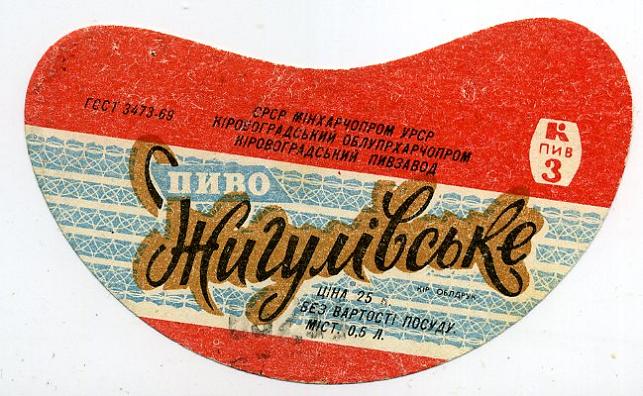 ГОСТ 3473-69
СРСР МІНХАРЧОПРОМ УРСР
КІРОВОГРАДСЬКИЙ ОБЛУПРХАРЧОПРОМ
КІРОВОГРАДСЬКИЙ ПИВЗАВОД
К
ПИВ
З
ПИВО
Жигулівське
ЦІНА 25 к.
КІР. ОБЛДРУК.
БЕЗ ВАРТОСТІ ПОСУДУ
МІСТ. 0,5 Л.